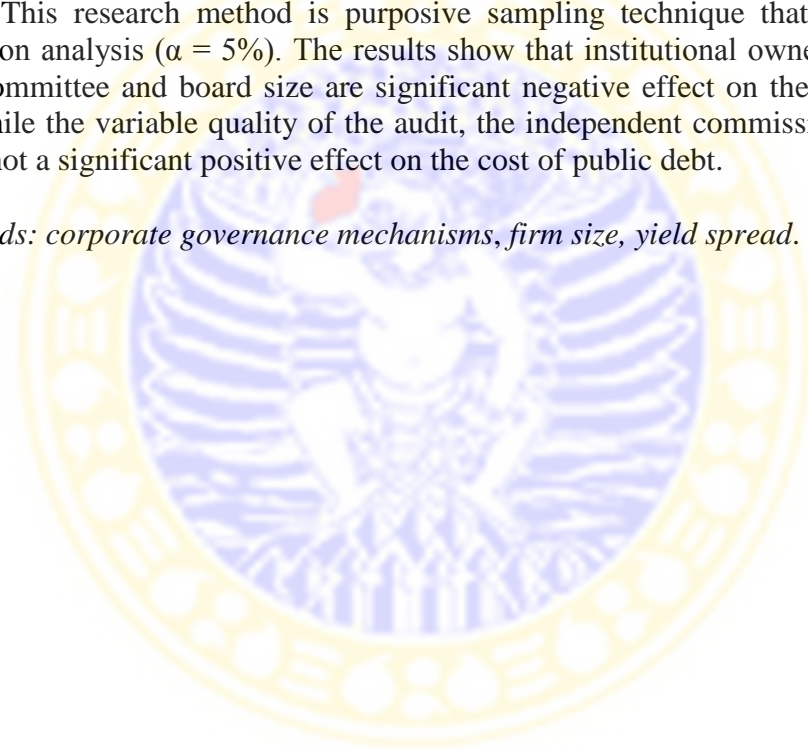 This research method is purposive sampling technique that
on analysis (α = 5%). The results show that institutional owne
ommittee and board size are significant negative effect on the
ile the variable quality of the audit, the independent commiss
ot a significant positive effect on the cost of public debt.
ds: corporate governance mechanisms, firm size, yield spread.